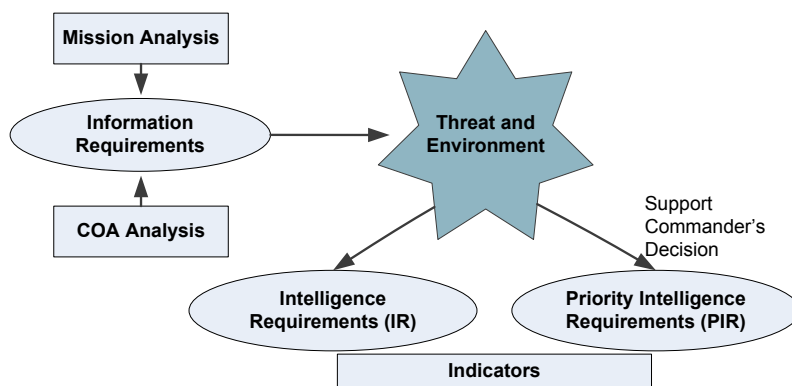 Mission Analysis
Information
Requirements
COA Analysis
Threat and
Environment
Support
Commander's
Decision
Intelligence
Requirements (IR)
Priority Intelligence
Requirements (PIR)
Indicators